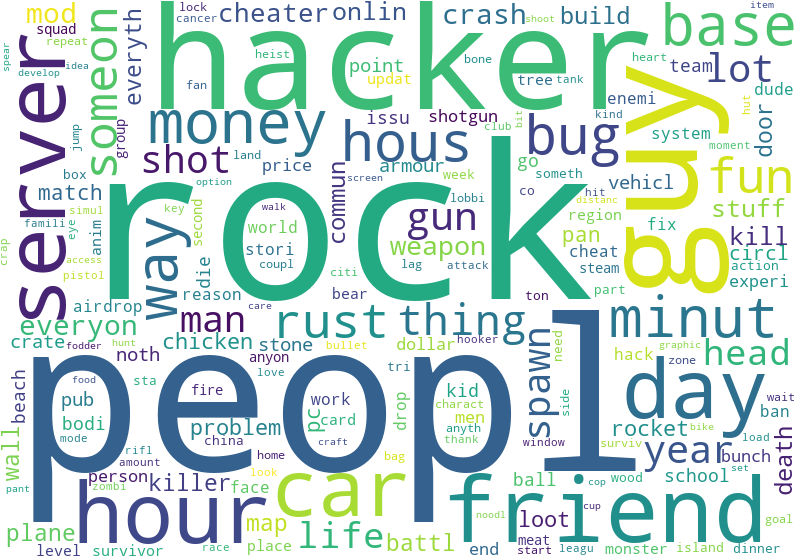 lock
cancer
hacker
shoot
item
mod
squad
repeat
spear
develop
idea
someon
everyth
cheater
onlin
crash
build
base
heist
point
updat
bone
tree
tank
heart
team
lot
fan
money
issu
shotgun
enemi
kind
hut
dude
door
server
jump
group
shot
land
price
hous
armour
week
club
bit
go
bug
system
moment
guy
box
match
option
screen
someth
co
hit
vehicl
fun
simul
famili
key
second
walk
commun
gun
lobbi
distanc
region
stuff
eye
anim
way
die
world
stori
rock
weapon
pan
fix
kill
crap
access
pistol
reason
coupl
citi
lag
attack
cheat
steam
circl
action
experi
airdrop
bear
ton
part
everyon
man
care
rust
thing
minut
crate
fodder
hunt
chicken
stone
bullet
dollar
hooker
spawn
need
graphic
hack
zone
head
noth
anyon
love
tri
beach
food
sta
fire
work
kid
side
day
wait
pub
mode
problem
pc
card
drop
charact
men
rocket
bike
ban
bodi
china
anyth
thank
surviv
year
load
wall
rifl
amount
home
craft
peopl
window
bunch
set
death
person
killer
look
car
bag
ball
cop
wood
school
pant
zombi
face
friend
noodl
cup
goal
hour
map
life
battl
loot
plane
place
meat
start
monster
island
dinner
level
survivor
race
end
leagu